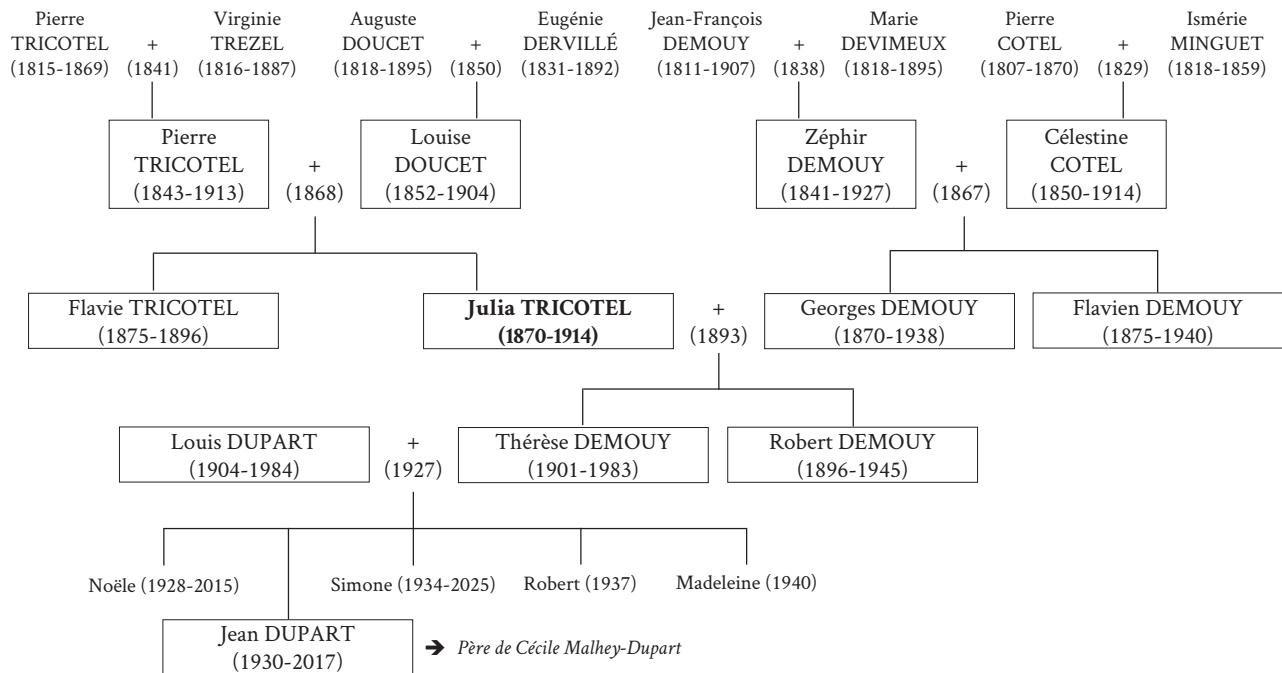 Pierre
TRICOTEL
(1815-1869)
+
(1841)
Virginie
TREZEL
(1816-1887)
Auguste
DOUCET
(1818-1895)
+
(1850)
Eugénie
DERVILLÉ
(1831-1892)
Jean-François
DEMOUY
(1811-1907)
+
(1838)
Marie
DEVIMEUX
(1818-1895)
Pierre
COTEL
(1807-1870)
+
(1829)
Ismérie
MINGUET
(1818-1859)
Pierre
TRICOTEL
(1843-1913)
+
(1868)
Louise
DOUCET
(1852-1904)
Zéphir
DEMOUY
(1841-1927)
+
(1867)
Célestine
COTEL
(1850-1914)
Flavie TRICOTEL
(1875-1896)
Julia TRICOTEL
(1870-1914)
+
(1893)
Georges DEMOUY
(1870-1938)
Flavien DEMOUY
(1875-1940)
Louis DUPART
(1904-1984)
+
(1927)
Thérèse DEMOUY
(1901-1983)
Robert DEMOUY
(1896-1945)
Noële (1928-2015)
Simone (1934-2025)
Robert (1937)
Madeleine (1940)
Jean DUPART
(1930-2017)
➔ Père de Cécile Malhey-Dupart